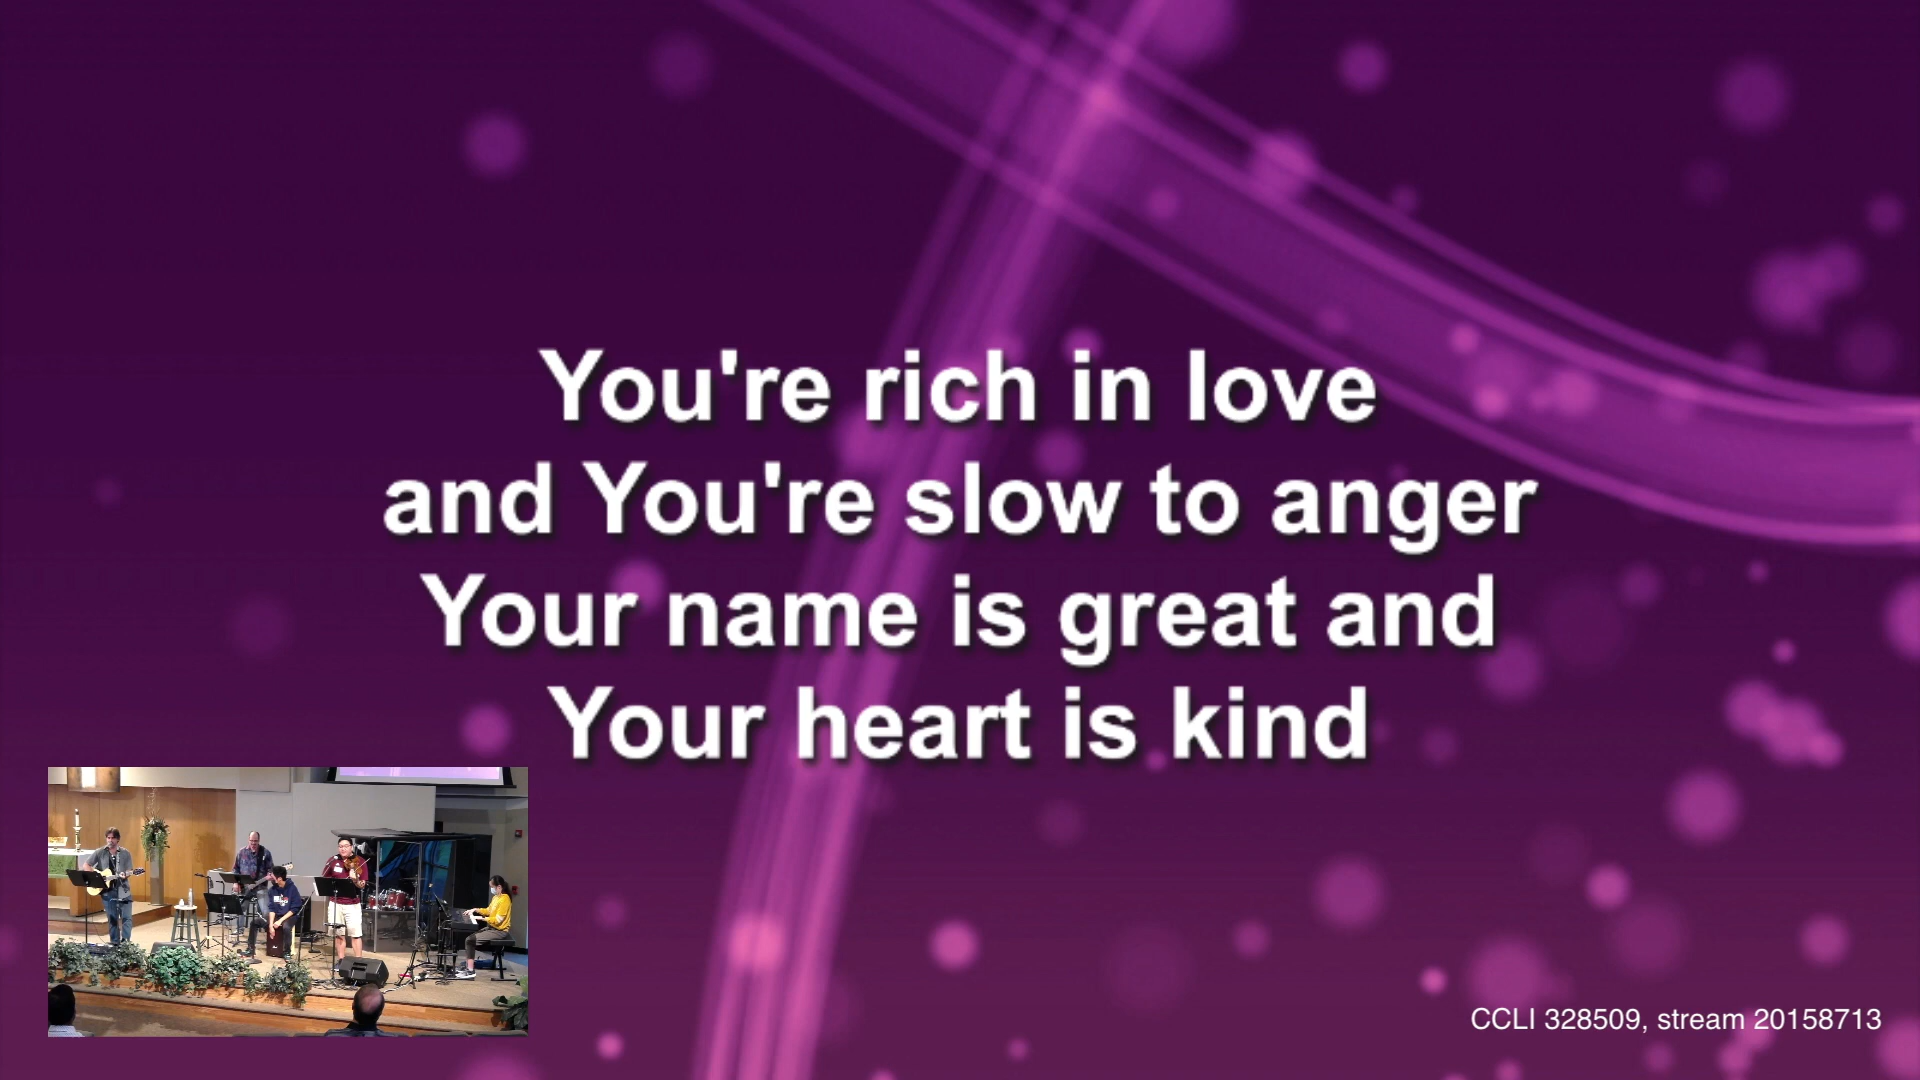 You're rich in love
and You're slow to anger
Your name is great and
Your heart is kind
CCLI 328509, stream 20158713